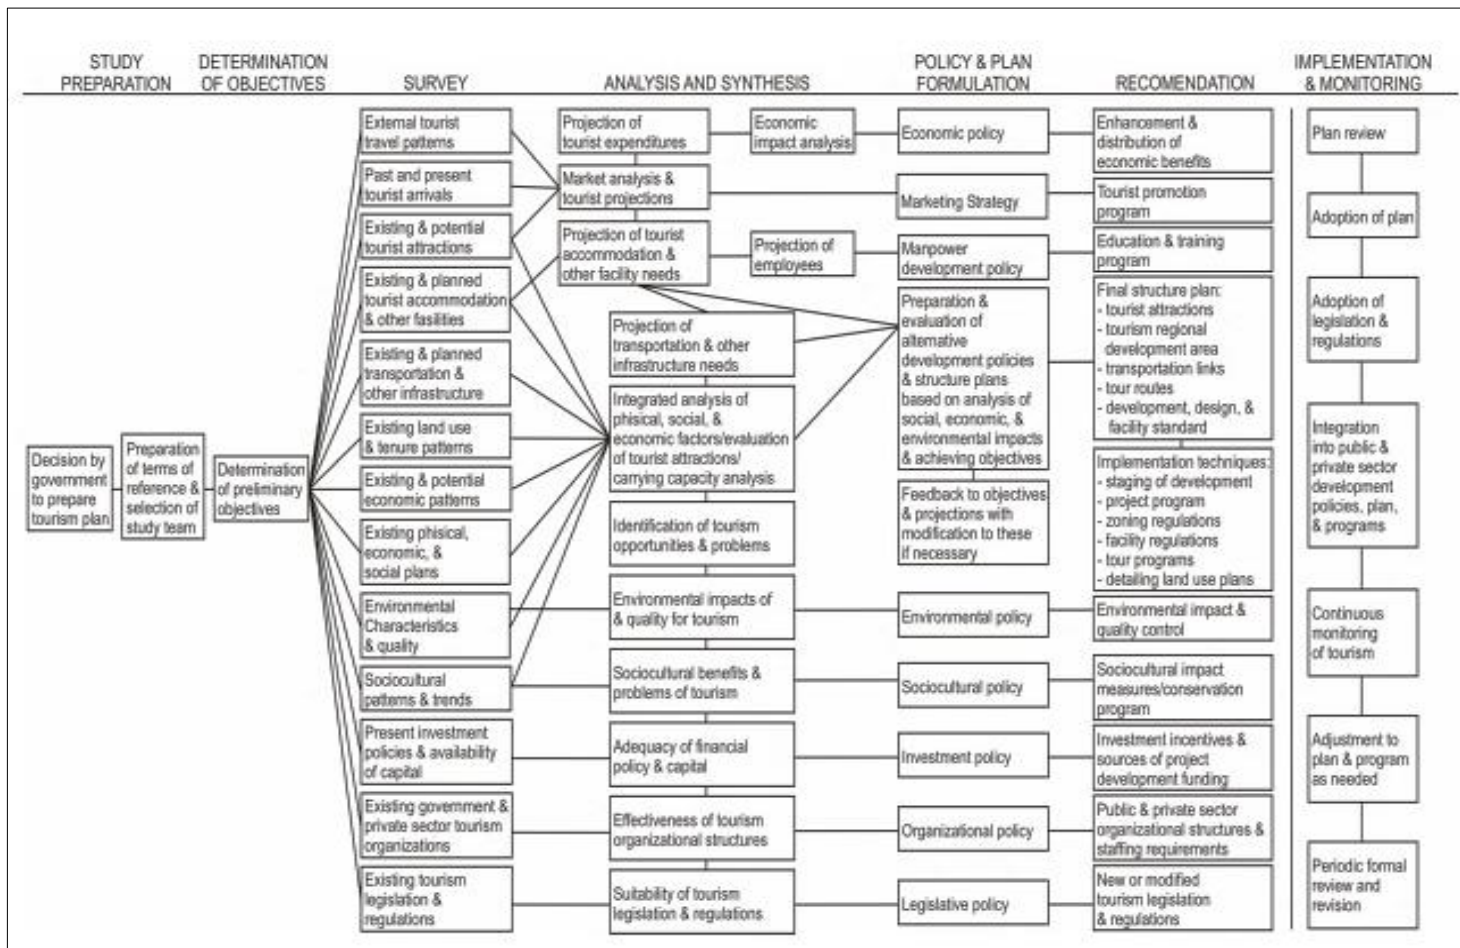 STUDY
PREPARATION
DETERMINATION
OF OBJECTIVES
SURVEY
ANALYSIS AND SYNTHESIS
POLICY & PLAN
FORMULATION
RECOMENDATION
IMPLEMENTATION
& MONITORING
Decision by
government
to prepare
tourism plan
Preparation
of terms of
reference &
selection of
study team
Determination
of preliminary
objectives
External tourist
travel patterns
Past and present
tourist arrivals
Existing & potential
tourist attractions
Existing & planned
tourist accommodation
& other fasilities
Existing & planned
transportation &
other infrastructure
Existing land use
& tenure patterns
Existing & potential
economic patterns
Existing phisical,
economic, &
social plans
Environmental
Characteristics
& quality
Sociocultural
patterns & trends
Present investment
policies & availability
of capital
Existing government &
private sector tourism
organizations
Existing tourism
legislation &
regulations
Projection of
tourist expenditures
Economic
impact analysis
Market analysis &
tourist projections
Projection of tourist
accommodation &
other facility needs
Projection of
employees
Projection of
transportation & other
infrastructure needs
Integrated analysis of
phisical, social, &
economic factors/evaluation
of tourist attractions/
carrying capacity analysis
Identification of tourism
opportunities & problems
Environmental impacts of
& quality for tourism
Sociocultural benefits &
problems of tourism
Adequacy of financial
policy & capital
Effectiveness of tourism
organizational structures
Suitability of tourism
legislation & regulations
Economic policy
Marketing Strategy
Manpower
development policy
Preparation &
evaluation of
alternative
development policies
& structure plans
based on analysis of
social, economic, &
environmental impacts
& achieving objectives
Feedback to objectives
& projections with
modification to these
if necessary
Environmental policy
Sociocultural policy
Investment policy
Organizational policy
Legislative policy
Enhancement &
distribution of
economic benefits
Tourist promotion
program
Education & training
program
Final structure plan:
- tourist attractions
- tourism regional
development area
- transportation links
- tour routes
- development, design, &
facility standard
Implementation techniques:
- staging of development
- project program
- zoning regulations
- facility regulations
- tour programs
- detailing land use plans
Environmental impact &
quality control
Sociocultural impact
measures/conservation
program
Investment incentives &
sources of project
development funding
Public & private sector
organizational structures &
staffing requirements
New or modified
tourism legislation
& regulations
Plan review
Adoption of plan
Adoption of
legislation &
regulations
Integration
into public &
private sector
development
policies, plan,
& programs
Continuous
monitoring
of tourism
Adjustment to
plan & program
as needed
Periodic formal
review and
revision